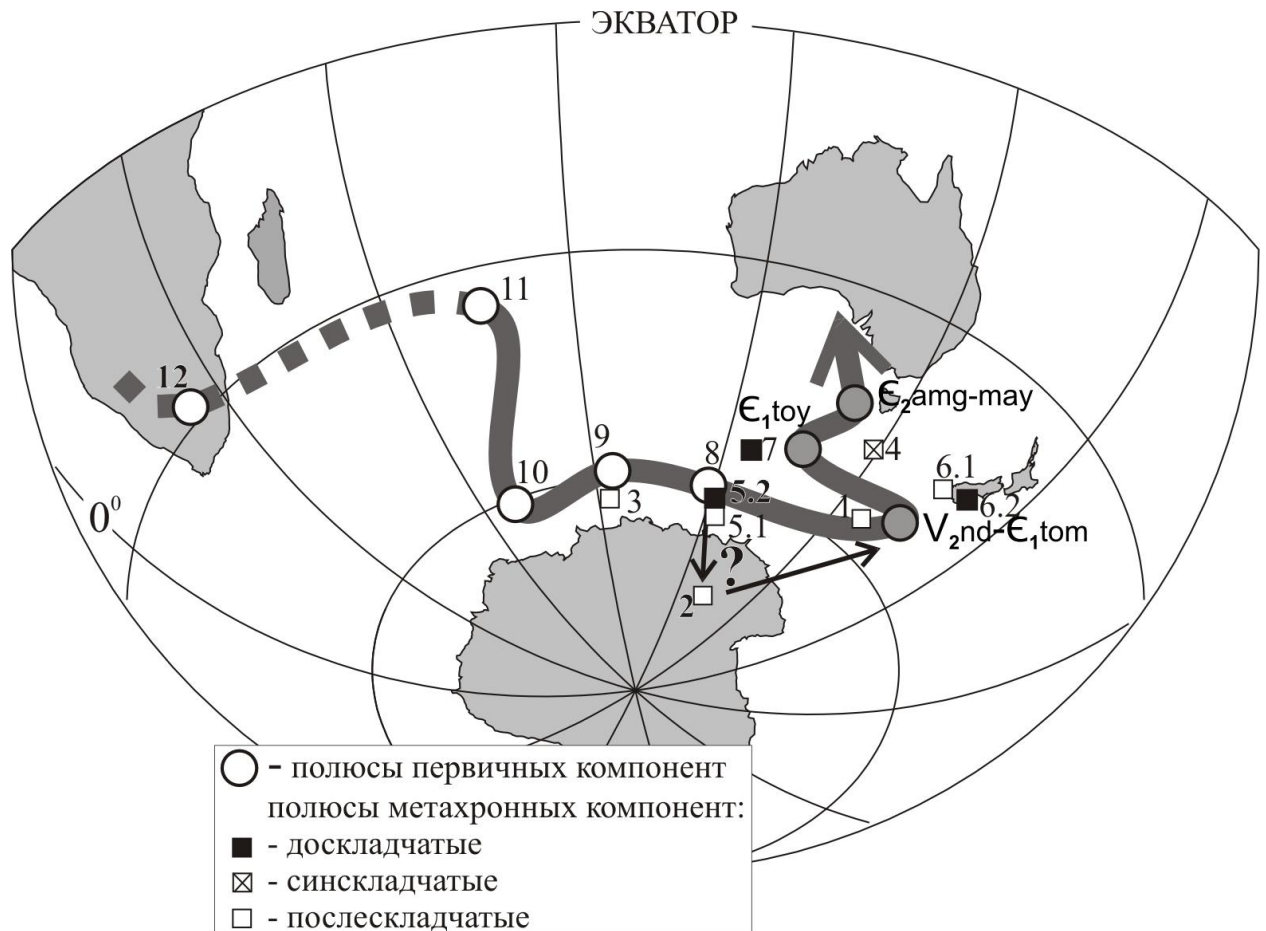 ЭКВАТОР
11
12
Є₂amg-may
Є₁toy
9
8
7
4
10
6.1
3
5.2
1
6.2
0⁰
5.1
V₂nd-Є₁tom
?
2
- полюсы первичных компонент
полюсы метахронных компонент:
- доскладчатые
- синскладчатые
- послескладчатые